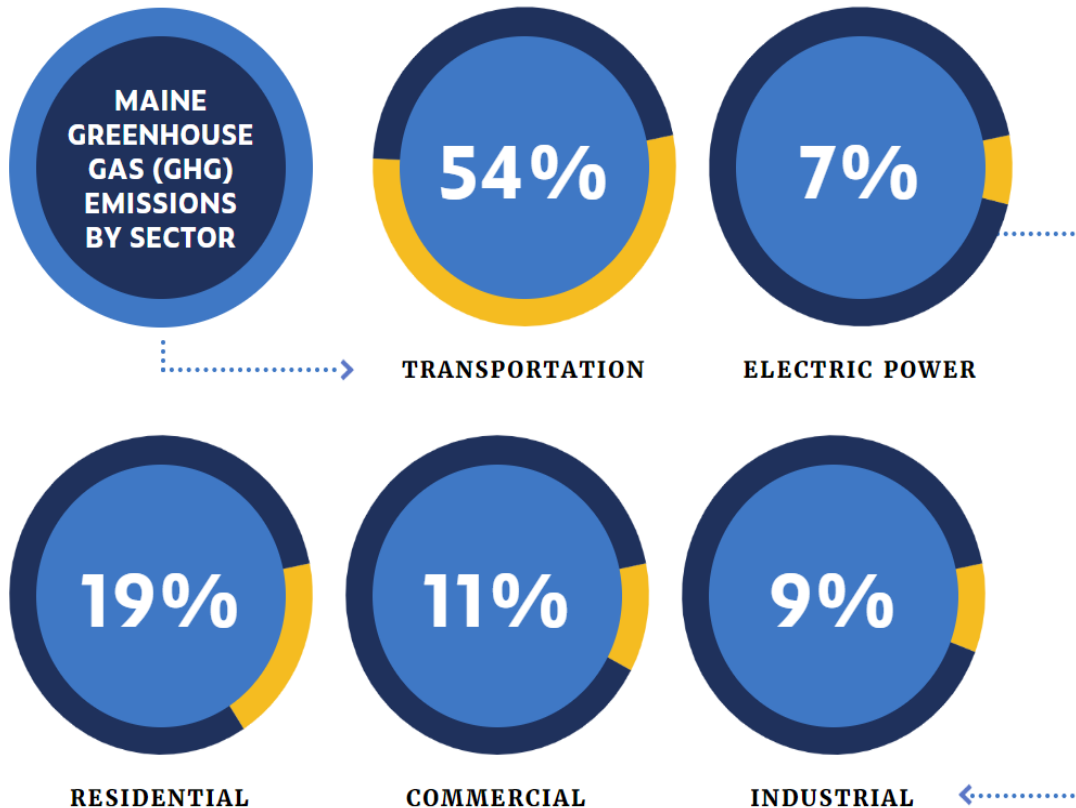 MAINE
GREENHOUSE
GAS (GHG)
EMISSIONS
BY SECTOR
54%
TRANSPORTATION
7%
ELECTRIC POWER
19%
RESIDENTIAL
11%
COMMERCIAL
9%
INDUSTRIAL